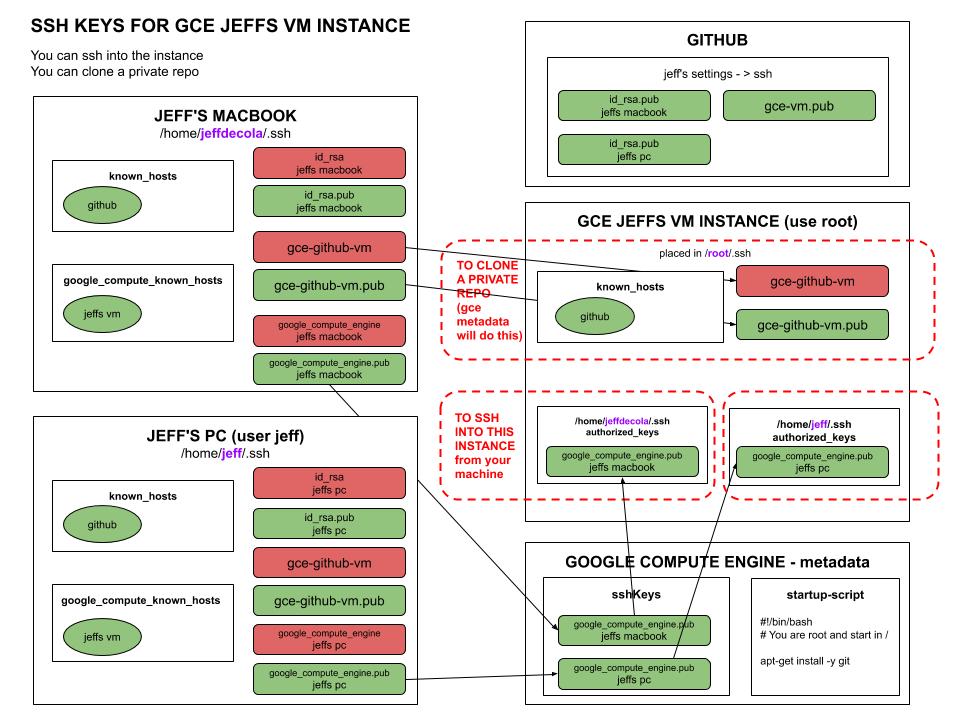 SSH KEYS FOR GCE JEFFS VM INSTANCE
You can ssh into the instance
You can clone a private repo
JEFF'S MACBOOK
/home/jeffdecola/.ssh
known_hosts
github
google_compute_known_hosts
jeffs vm
id_rsa
jeffs macbook
id_rsa.pub
jeffs macbook
gce-github-vm
gce-github-vm.pub
google_compute_engine
jeffs macbook
google_compute_engine.pub
jeffs macbook
JEFF'S PC (user jeff)
/home/jeff/.ssh
known_hosts
github
google_compute_known_hosts
jeffs vm
id_rsa
jeffs pc
id_rsa.pub
jeffs pc
gce-github-vm
gce-github-vm.pub
google_compute_engine
jeffs pc
google_compute_engine.pub
jeffs pc
GITHUB
jeff's settings - > ssh
id_rsa.pub
jeffs macbook
gce-vm.pub
id_rsa.pub
jeffs pc
GCE JEFFS VM INSTANCE (use root)
placed in /root/.ssh
TO CLONE
A PRIVATE
REPO
(gce
metadata
will do this)
known_hosts
github
gce-github-vm
gce-github-vm.pub
TO SSH
INTO THIS
INSTANCE
from your
machine
/home/jeffdecola/.ssh
authorized_keys
google_compute_engine.pub
jeffs macbook
/home/jeff/.ssh
authorized_keys
google_compute_engine.pub
jeffs pc
GOOGLE COMPUTE ENGINE - metadata
sshKeys
google_compute_engine.pub
jeffs macbook
google_compute_engine.pub
jeffs pc
startup-script
#!/bin/bash
# You are root and start in /
apt-get install -y git